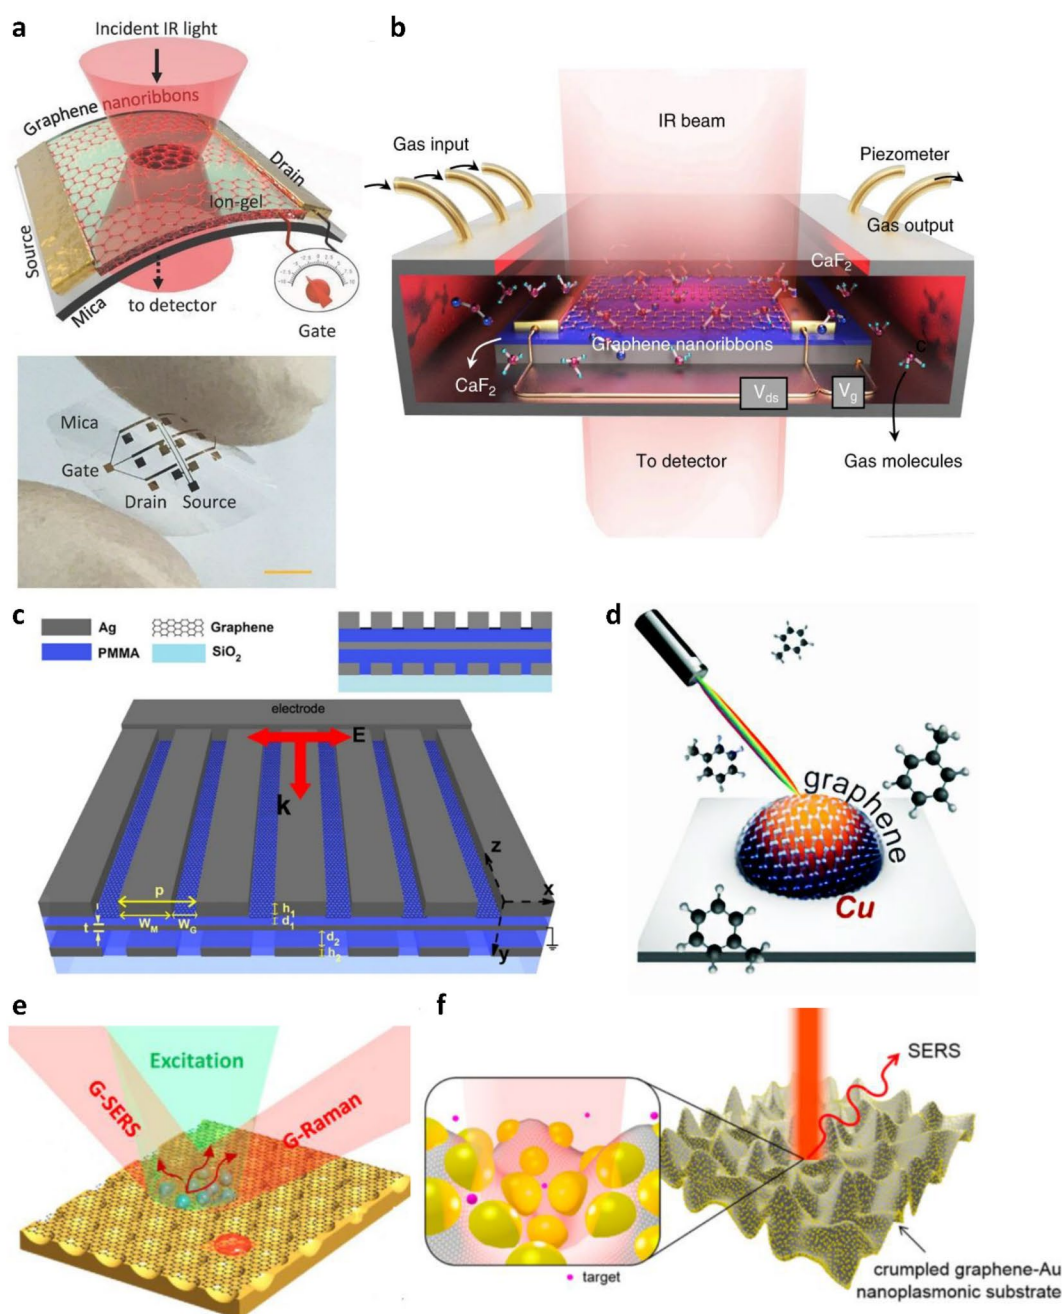 a
Incident IR light
Graphene nanoribbons
Drain
Ion-gel
Source
Mica
to detector
Gate
Mica
Gate
Drain Source
b
IR beam
Gas input
Piezometer
Gas output
CaF2
Graphene nanoribbons
CaF2
C
Vds
Vg
To detector
Gas molecules
c
Ag
Graphene
PMMA
SiO2
electrode
E
k
z
x
y
p
h1
d1
WM
WG
t
d2
h2
d
graphene
Cu
e
Excitation
G-SERS
G-Raman
f
SERS
target
crumpled graphene-Au
nanoplasmonic substrate